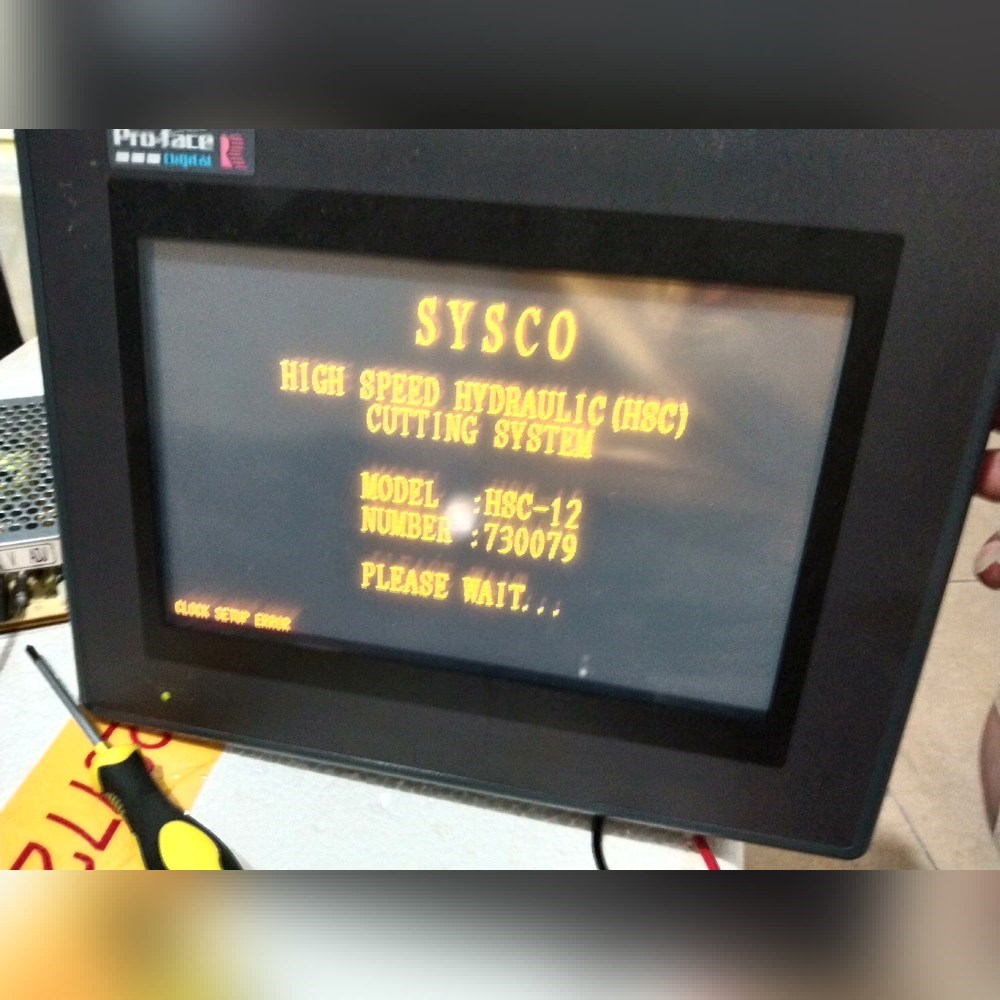 Pro-face
Digital
SYSCO
HIGH SPEED HYDRAULIC(HSC)
CUTTING SYSTEM
MODEL :HSC-12
NUMBER :730079
PLEASE WAIT...
CLOCK SETUP ERROR
V ADJ